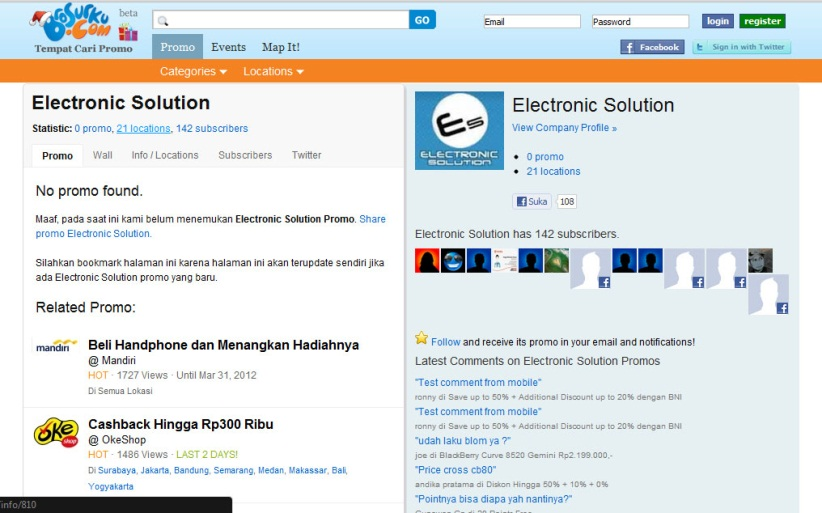 beta
Tempat Cari Promo
GO
Email
Password
login
register
Promo
Events
Map It!
Facebook
Sign in with Twitter
Categories
Locations
Electronic Solution
Statistic: 0 promo, 21 locations, 142 subscribers
Promo
Wall
Info / Locations
Subscribers
Twitter
No promo found.
Maaf, pada saat ini kami belum menemukan Electronic Solution Promo. Share
promo Electronic Solution.
Silahkan bookmark halaman ini karena halaman ini akan terupdate sendiri jika
ada Electronic Solution promo yang baru.
Related Promo:
mandiri
Beli Handphone dan Menangkan Hadiahnya
@ Mandiri
HOT · 1727 Views · Until Mar 31, 2012
Di Semua Lokasi
Oke
shop
Cashback Hingga Rp300 Ribu
@ OkeShop
HOT · 1486 Views · LAST 2 DAYS!
Di Surabaya, Jakarta, Bandung, Semarang, Medan, Makassar, Bali,
Yogyakarta
info/810
Es
ELECTRONIC
SOLUTION
Electronic Solution
View Company Profile »
0 promo
21 locations
Suka
108
Electronic Solution has 142 subscribers.
Follow and receive its promo in your email and notifications!
Latest Comments on Electronic Solution Promos
"Test comment from mobile"
ronny di Save up to 50% + Additional Discount up to 20% dengan BNI
"Test comment from mobile"
ronny di Save up to 50% + Additional Discount up to 20% dengan BNI
"udah laku blom ya ?"
joe di BlackBerry Curve 8520 Gemini Rp2.199.000,-
"Price cross cb80"
andika pratama di Diskon Hingga 50% + 10% + 0%
"Pointnya bisa dapat yah nantinya?"